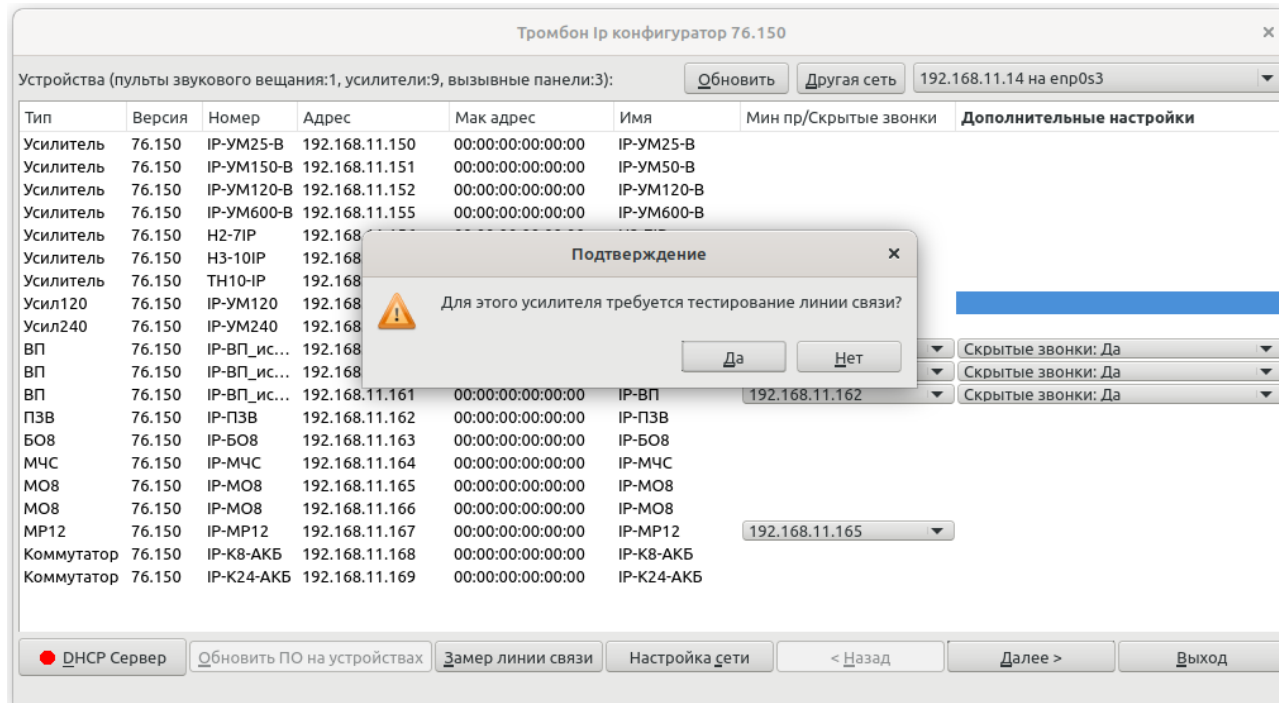 Тромбон Ip конфигуратор 76.150
Устройства (пульты звукового вещания:1, усилители:9, вызывные панели:3): Обновить Другая сеть 192.168.11.14 на enp0s3
Тип Версия Номер Адрес Мак адрес Имя Мин пр/Скрытые звонки Дополнительные настройки
Усилитель 76.150 IP-УМ25-В 192.168.11.150 00:00:00:00:00:00 IP-УМ25-В
Усилитель 76.150 IP-УМ150-В 192.168.11.151 00:00:00:00:00:00 IP-УМ50-В
Усилитель 76.150 IP-УМ120-В 192.168.11.152 00:00:00:00:00:00 IP-УМ120-В
Усилитель 76.150 IP-УМ600-В 192.168.11.155 00:00:00:00:00:00 IP-УМ600-В
Усилитель 76.150 Н2-7IP 192.168
Усилитель 76.150 Н3-10IP 192.168
Усилитель 76.150 TH10-IP 192.168
Усил120 76.150 IP-УМ120 192.168
Усил240 76.150 IP-УМ240 192.168
ВП 76.150 IP-ВП_ис... 192.168 Скрытые звонки: Да
ВП 76.150 IP-ВП_ис... 192.168 Скрытые звонки: Да
ВП 76.150 IP-ВП_ис... 192.168.11.161 00:00:00:00:00:00 IP-ВП 192.168.11.162 Скрытые звонки: Да
ПЗВ 76.150 IP-ПЗВ 192.168.11.162 00:00:00:00:00:00 IP-ПЗВ
БО8 76.150 IP-БО8 192.168.11.163 00:00:00:00:00:00 IP-БО8
МЧС 76.150 IP-МЧС 192.168.11.164 00:00:00:00:00:00 IP-МЧС
МО8 76.150 IP-МО8 192.168.11.165 00:00:00:00:00:00 IP-МО8
МО8 76.150 IP-МО8 192.168.11.166 00:00:00:00:00:00 IP-МО8
МР12 76.150 IP-МР12 192.168.11.167 00:00:00:00:00:00 IP-МР12 192.168.11.165
Коммутатор 76.150 IP-К8-АКБ 192.168.11.168 00:00:00:00:00:00 IP-К8-АКБ
Коммутатор 76.150 IP-К24-АКБ 192.168.11.169 00:00:00:00:00:00 IP-К24-АКБ
Подтверждение
Для этого усилителя требуется тестирование линии связи?
Да Нет
DHCP Сервер Обновить ПО на устройствах Замер линии связи Настройка сети < Назад Далее > Выход